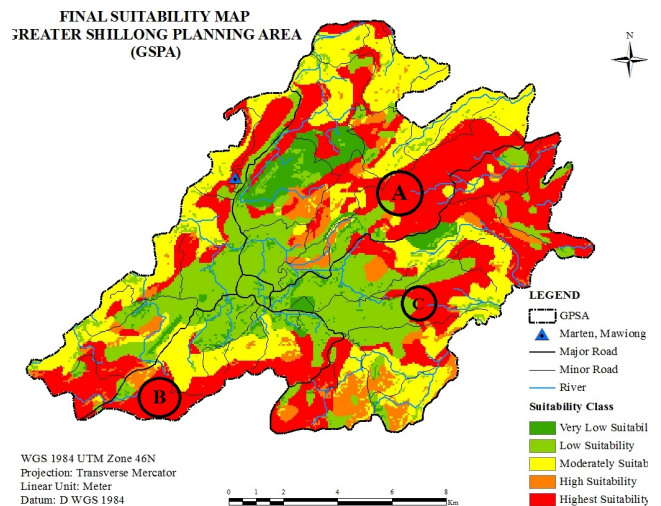 FINAL SUITABILITY MAP
GREATER SHILLONG PLANNING AREA
(GSPA)
N
A
C
B
LEGEND
GPSA
Marten, Mawiong
Major Road
Minor Road
River
Suitability Class
Very Low Suitabil
Low Suitability
Moderately Suitab
High Suitability
Highest Suitability
WGS 1984 UTM Zone 46N
Projection: Transverse Mercator
Linear Unit: Meter
Datum: D WGS 1984
0 2 4 6 8
Km